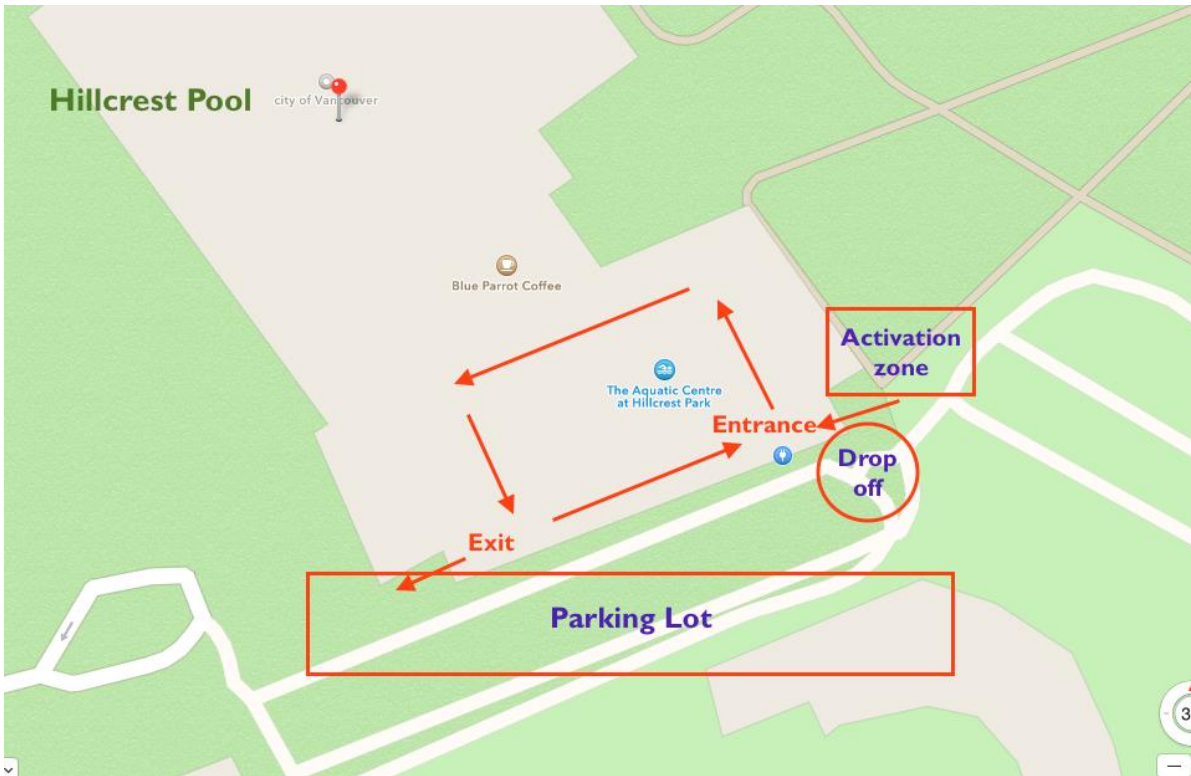 Hillcrest Pool
city of Vancouver
Blue Parrot Coffee
Activation
zone
The Aquatic Centre
at Hillcrest Park
Entrance
Drop
off
Exit
Parking Lot
3